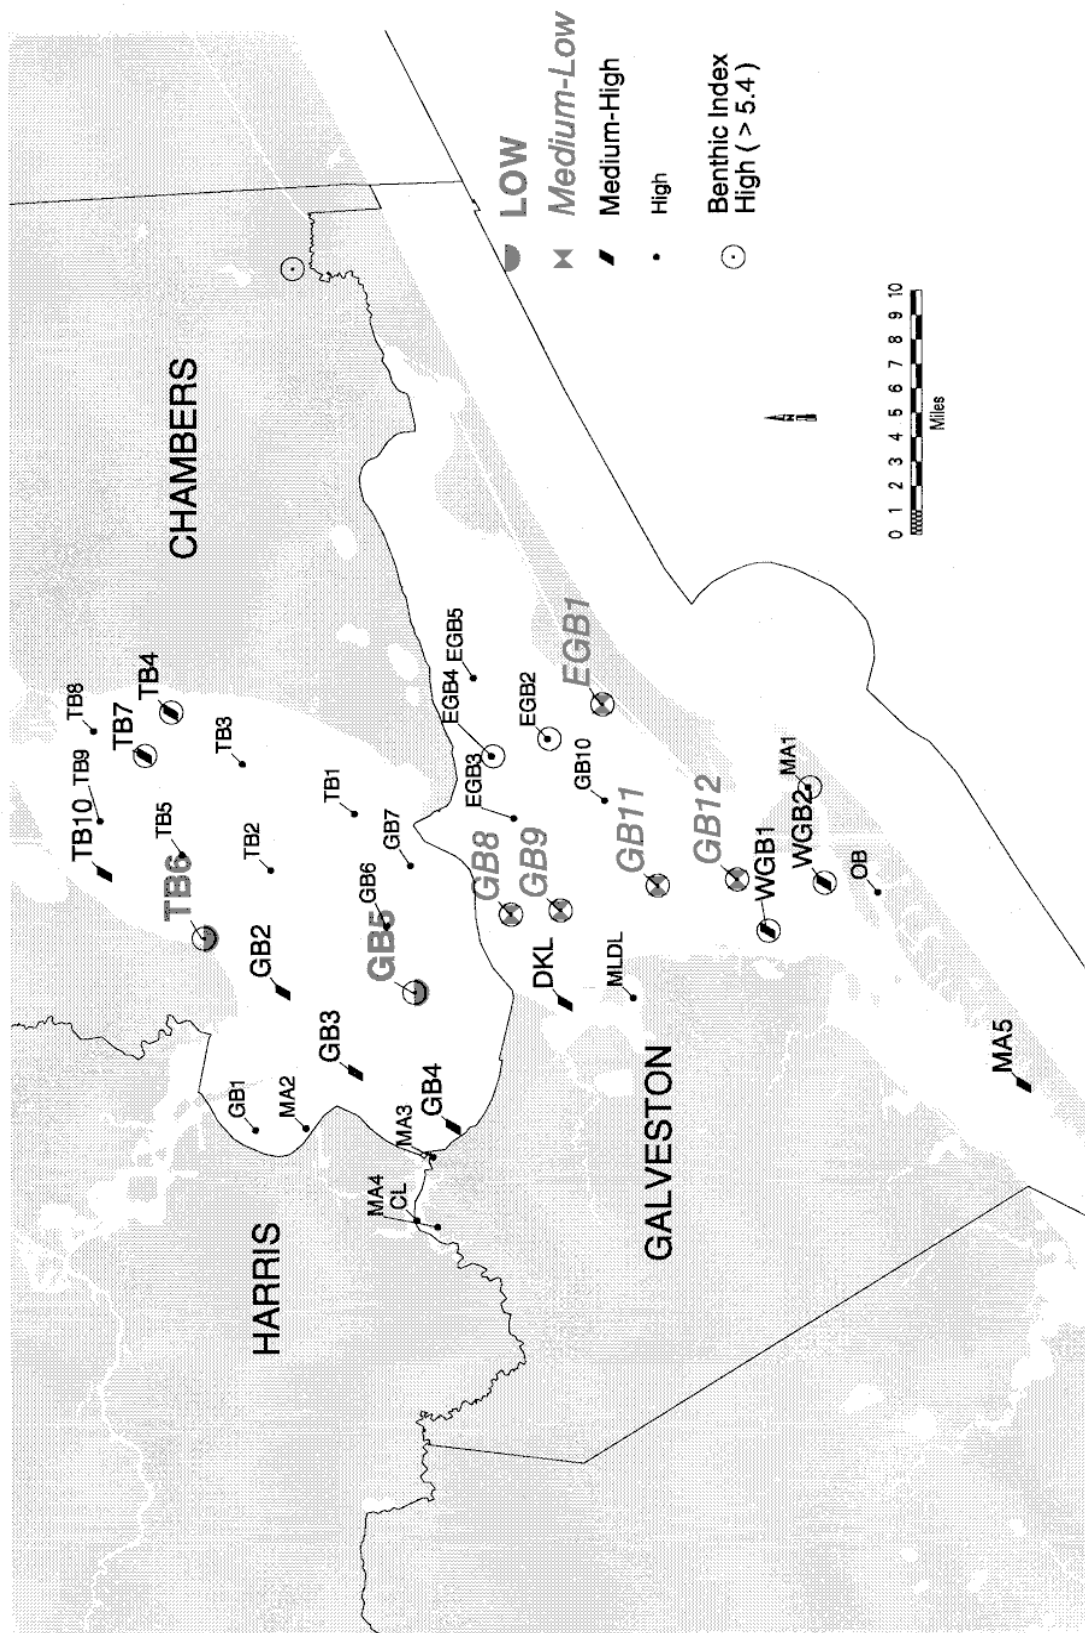 CHAMBERS
HARRIS
GALVESTON
TB8
TB9
TB10
TB7
TB4
TB5
TB6
TB3
TB2
TB1
GB2
GB1
MA2
GB3
GB7
GB6
GB5
GB4
MA3
MA4
CL
EGB5
EGB4
EGB3
EGB2
EGB1
GB8
GB9
GB10
GB11
GB12
DKL
MLDL
WGB1
WGB2
MA1
OB
MA5
LOW
Medium-Low
Medium-High
High
Benthic Index
High ( > 5.4 )
N
0 1 2 3 4 5 6 7 8 9 10
Miles